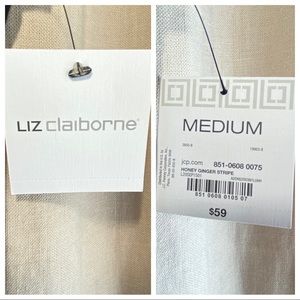 LIZ claiborne®
MEDIUM
jcp.com 851-0608 0075
HONEY GINGER STRIPE
851 0608 0105 07
$59